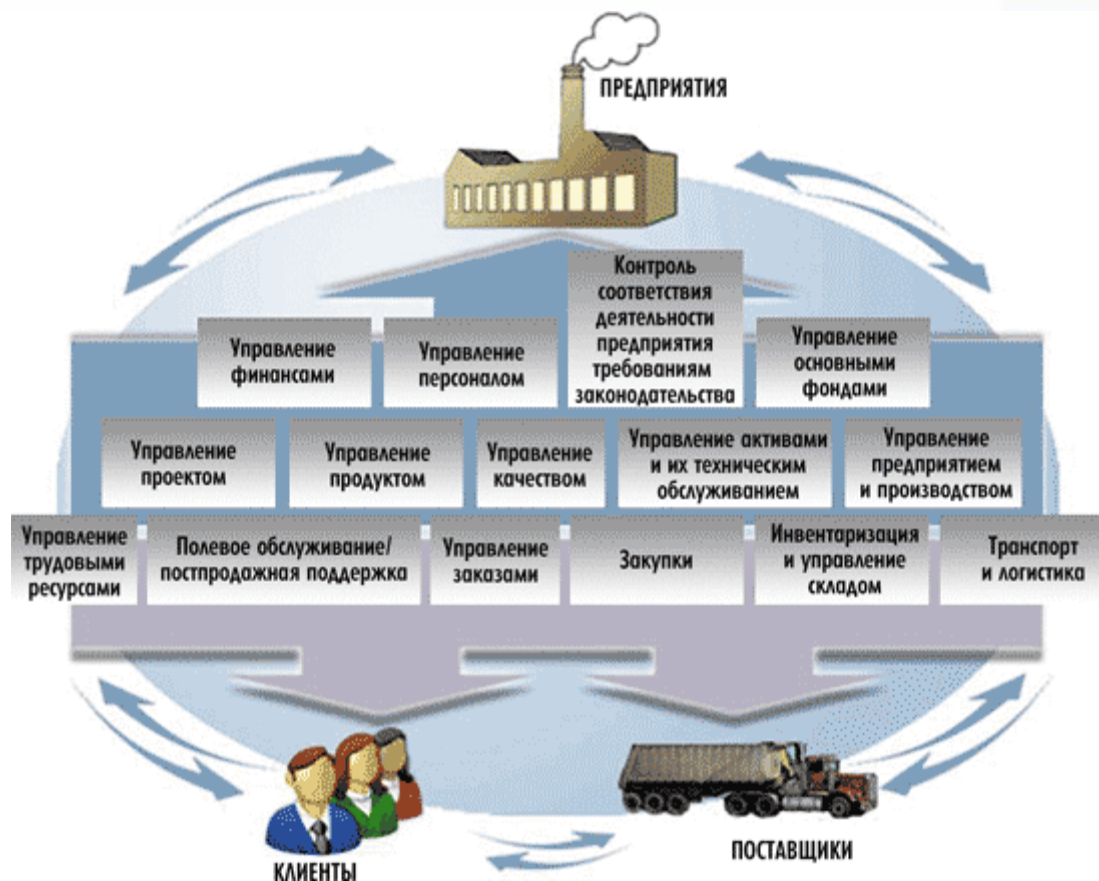 ПРЕДПРИЯТИЯ
Контроль
соответствия
деятельности
предприятия
требованиям
законодательства
Управление
финансами
Управление
персоналом
Управление
основными
фондами
Управление
проектом
Управление
продуктом
Управление
качеством
Управление активами
и их техническим
обслуживанием
Управление
предприятием
и производством
Управление
трудовыми
ресурсами
Полевое обслуживание/
постпродажная поддержка
Управление
заказами
Закупки
Инвентаризация
и управление
складом
Транспорт
и логистика
КЛИЕНТЫ
ПОСТАВЩИКИ